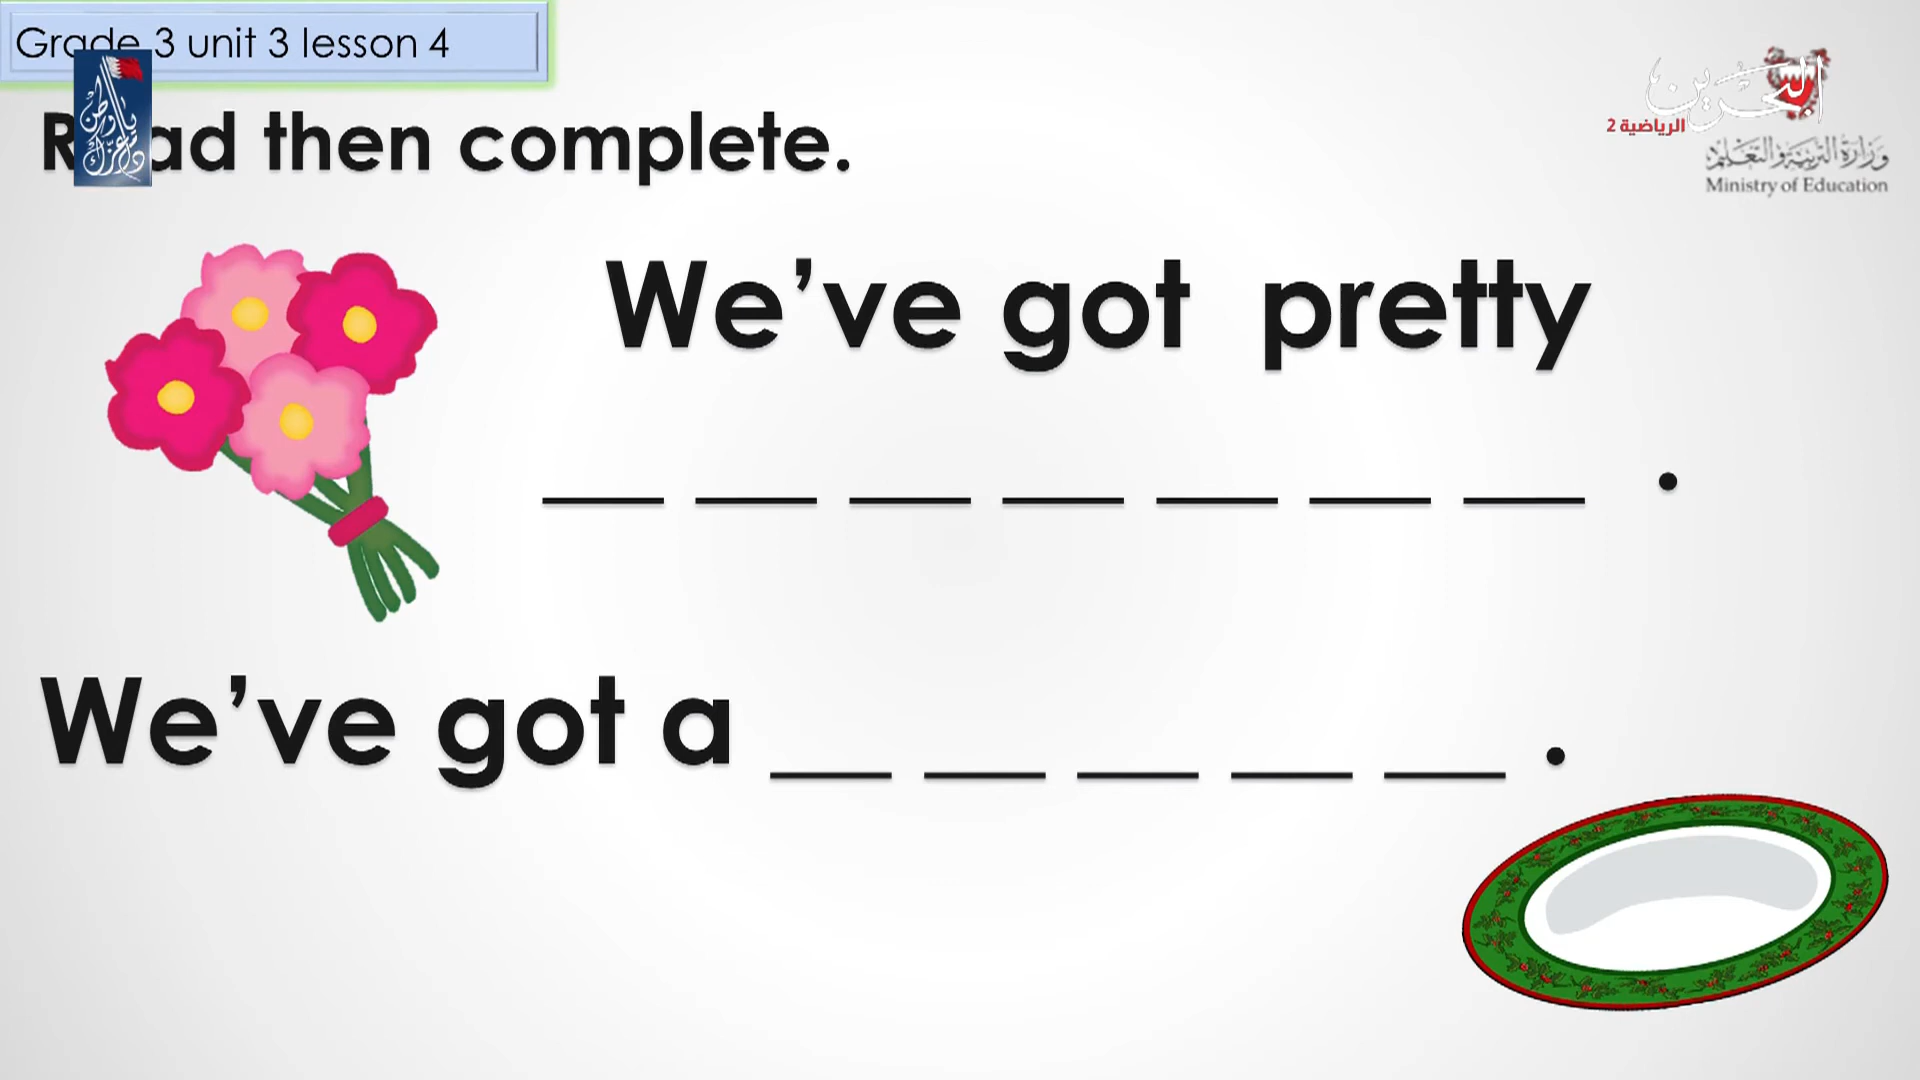 Grade 3 unit 3 lesson 4
Read then complete.
البحرين
الرياضية 2
وزارة التربية والتعليم
Ministry of Education
We’ve got pretty
_ _ _ _ _ _ _ .
We’ve got a _ _ _ _ _ .